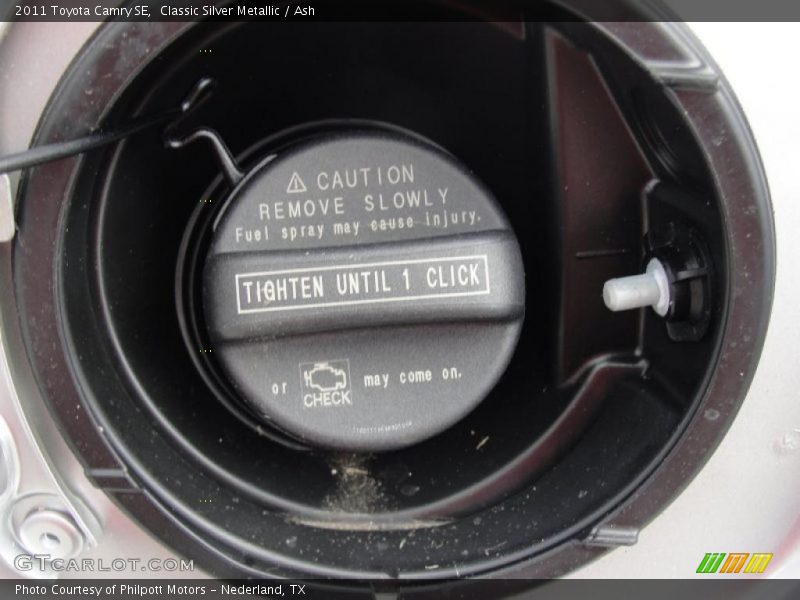 2011 Toyota Camry SE,  Classic Silver Metallic / Ash
CAUTION
REMOVE SLOWLY
Fuel spray may cause injury.
TIGHTEN UNTIL 1 CLICK
or CHECK may come on.
GTCARLOT.COM
Photo Courtesy of Philpott Motors - Nederland, TX